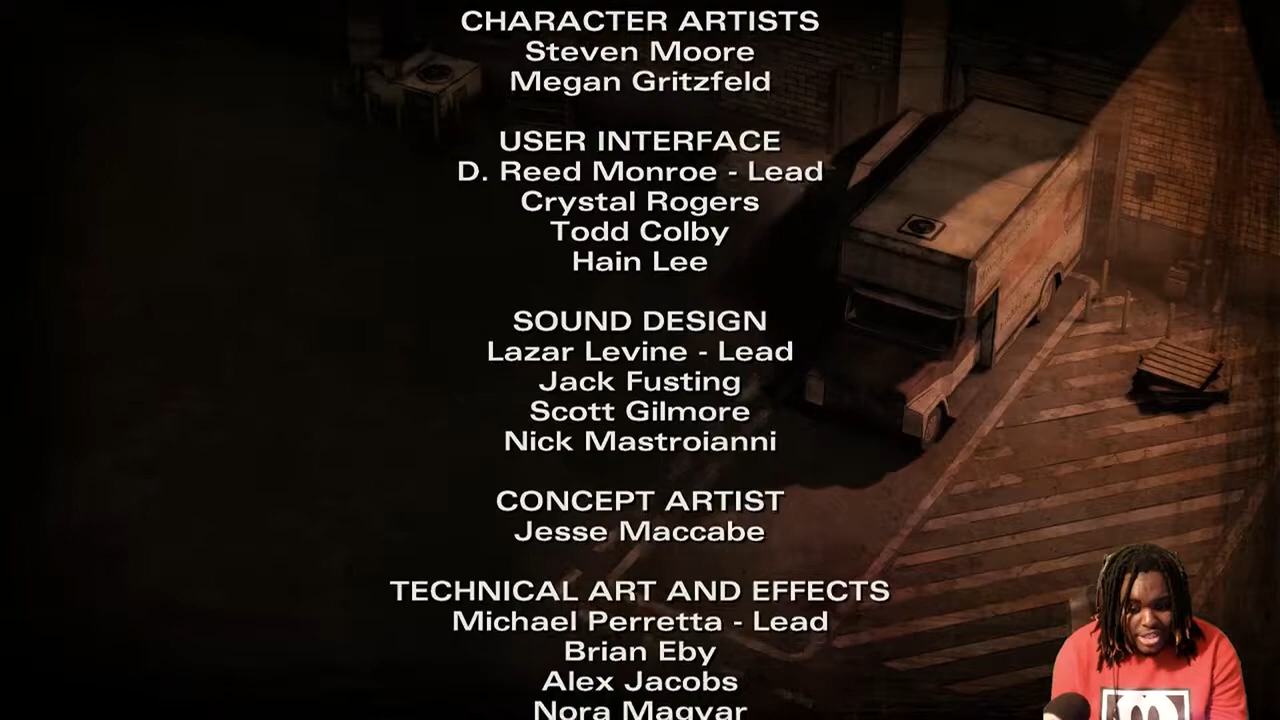 CHARACTER ARTISTS
Steven Moore
Megan Gritzfeld
USER INTERFACE
D. Reed Monroe - Lead
Crystal Rogers
Todd Colby
Hain Lee
SOUND DESIGN
Lazar Levine - Lead
Jack Fusting
Scott Gilmore
Nick Mastroianni
CONCEPT ARTIST
Jesse Maccabe
TECHNICAL ART AND EFFECTS
Michael Perretta - Lead
Brian Eby
Alex Jacobs
Nora Magyar